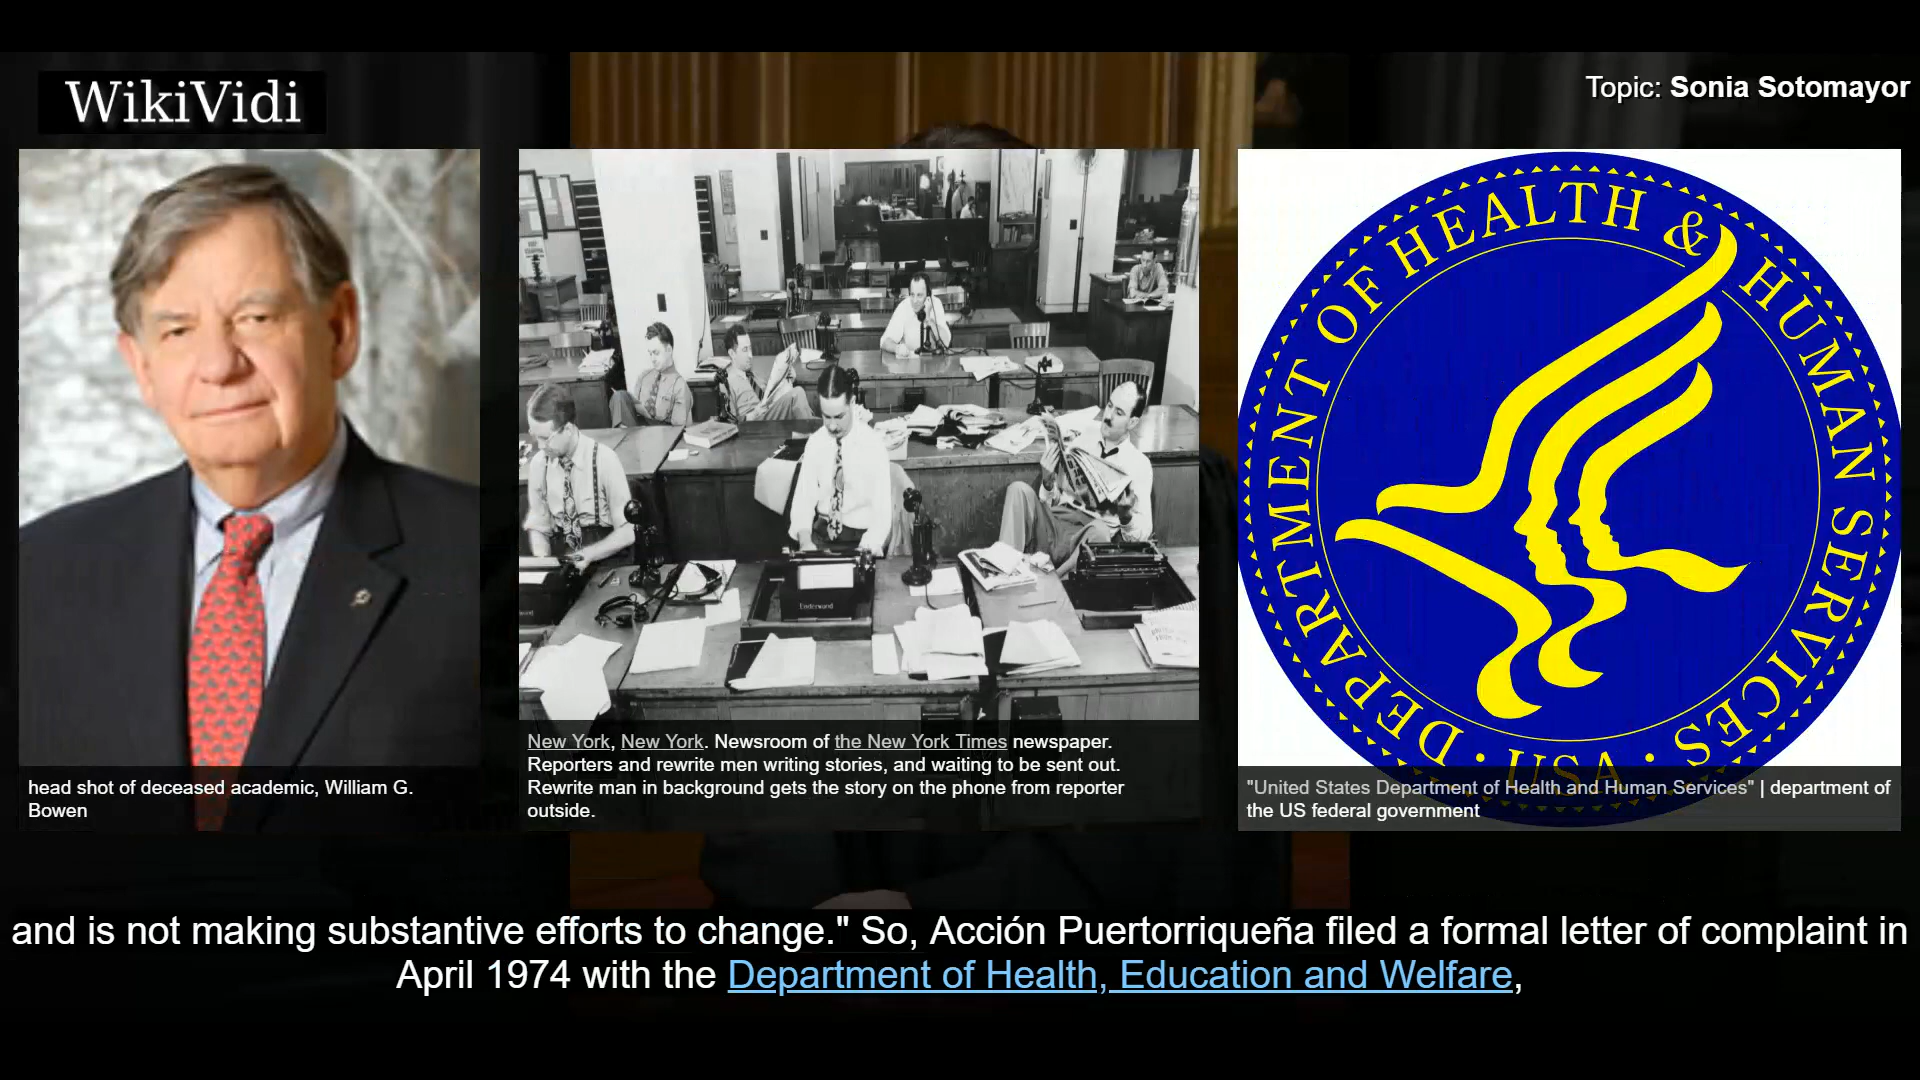 WikiVidi
Topic: Sonia Sotomayor
DEPARTMENT OF HEALTH & HUMAN SERVICES · USA ·
Underwood
head shot of deceased academic, William G.
Bowen
New York, New York. Newsroom of the New York Times newspaper.
Reporters and rewrite men writing stories, and waiting to be sent out.
Rewrite man in background gets the story on the phone from reporter
outside.
"United States Department of Health and Human Services" | department of
the US federal government
and is not making substantive efforts to change." So, Acción Puertorriqueña filed a formal letter of complaint in
April 1974 with the Department of Health, Education and Welfare,